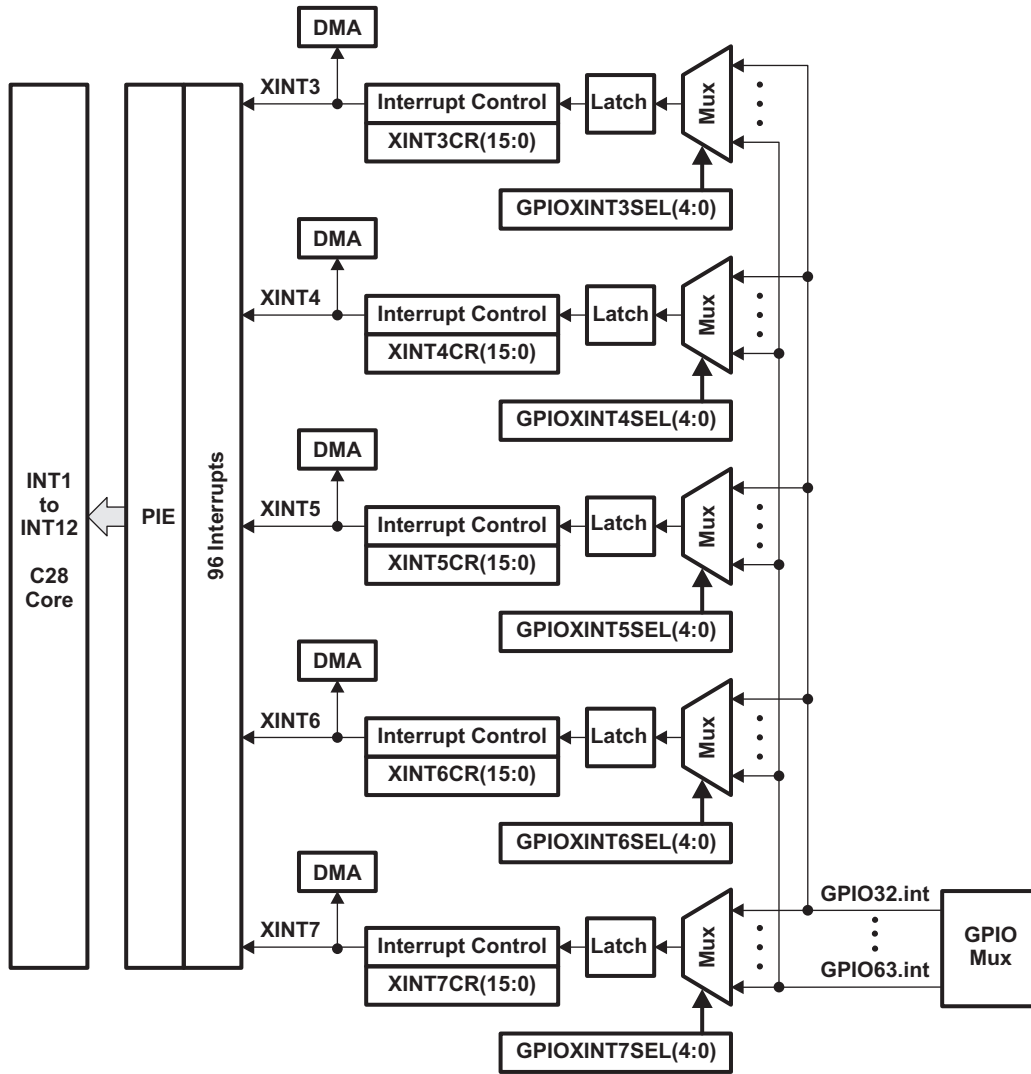 DMA
XINT3
Interrupt Control
XINT3CR(15:0)
Latch
Mux
GPIOXINT3SEL(4:0)
DMA
XINT4
Interrupt Control
XINT4CR(15:0)
Latch
Mux
GPIOXINT4SEL(4:0)
INT1
to
INT12
C28
Core
PIE
96 Interrupts
DMA
XINT5
Interrupt Control
XINT5CR(15:0)
Latch
Mux
GPIOXINT5SEL(4:0)
DMA
XINT6
Interrupt Control
XINT6CR(15:0)
Latch
Mux
GPIOXINT6SEL(4:0)
DMA
XINT7
Interrupt Control
XINT7CR(15:0)
Latch
Mux
GPIOXINT7SEL(4:0)
GPIO32.int
GPIO63.int
GPIO
Mux